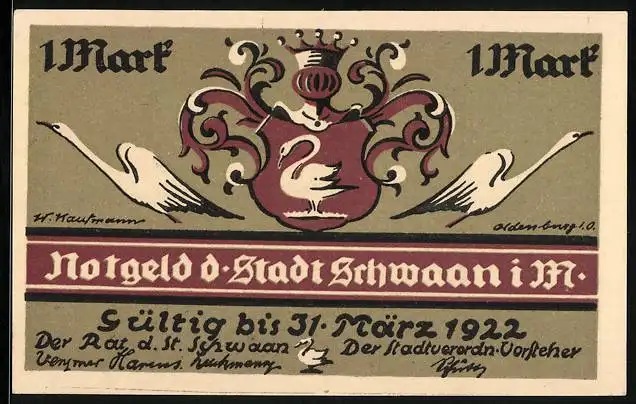 1 Mark
1 Mark
W. Kaufmann
Oldenburg i. O.
Notgeld d. Stadt Schwaan i M.
Gültig bis 31. März 1922
Der Rat d. St. Schwaan
Der Stadtverordn. Vorsteher